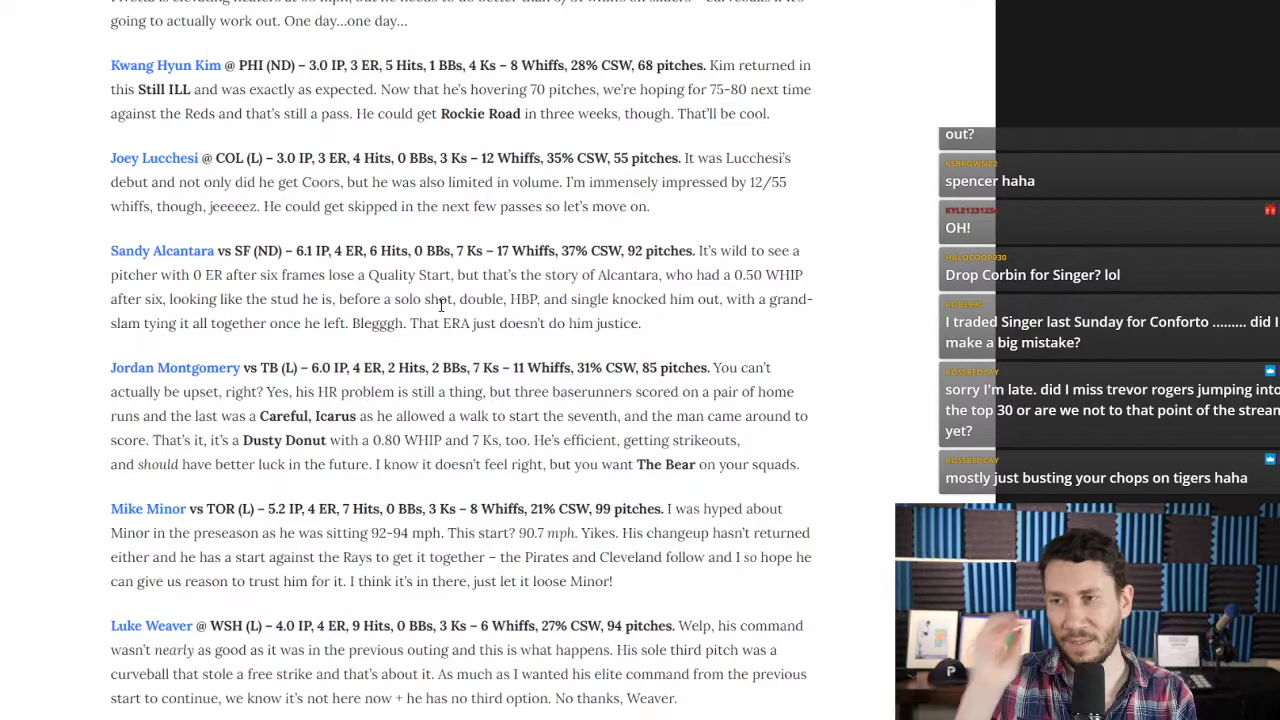 going to actually work out. One day…one day…
Kwang Hyun Kim @ PHI (ND) – 3.0 IP, 3 ER, 5 Hits, 1 BBs, 4 Ks – 8 Whiffs, 28% CSW, 68 pitches. Kim returned in
this Still ILL and was exactly as expected. Now that he's hovering 70 pitches, we're hoping for 75-80 next time
against the Reds and that's still a pass. He could get Rockie Road in three weeks, though. That'll be cool.
Joey Lucchesi @ COL (L) – 3.0 IP, 3 ER, 4 Hits, 0 BBs, 3 Ks – 12 Whiffs, 35% CSW, 55 pitches. It was Lucchesi's
debut and not only did he get Coors, but he was also limited in volume. I'm immensely impressed by 12/55
whiffs, though, jeeeeez. He could get skipped in the next few passes so let's move on.
Sandy Alcantara vs SF (ND) – 6.1 IP, 4 ER, 6 Hits, 0 BBs, 7 Ks – 17 Whiffs, 37% CSW, 92 pitches. It's wild to see a
pitcher with 0 ER after six frames lose a Quality Start, but that's the story of Alcantara, who had a 0.50 WHIP
after six, looking like the stud he is, before a solo shot, double, HBP, and single knocked him out, with a grand-
slam tying it all together once he left. Blegggh. That ERA just doesn't do him justice.
Jordan Montgomery vs TB (L) – 6.0 IP, 4 ER, 2 Hits, 2 BBs, 7 Ks – 11 Whiffs, 31% CSW, 85 pitches. You can't
actually be upset, right? Yes, his HR problem is still a thing, but three baserunners scored on a pair of home
runs and the last was a Careful, Icarus as he allowed a walk to start the seventh, and the man came around to
score. That's it, it's a Dusty Donut with a 0.80 WHIP and 7 Ks, too. He's efficient, getting strikeouts,
and should have better luck in the future. I know it doesn't feel right, but you want The Bear on your squads.
Mike Minor vs TOR (L) – 5.2 IP, 4 ER, 7 Hits, 0 BBs, 3 Ks – 8 Whiffs, 21% CSW, 99 pitches. I was hyped about
Minor in the preseason as he was sitting 92-94 mph. This start? 90.7 mph. Yikes. His changeup hasn't returned
either and he has a start against the Rays to get it together – the Pirates and Cleveland follow and I so hope he
can give us reason to trust him for it. I think it's in there, just let it loose Minor!
Luke Weaver @ WSH (L) – 4.0 IP, 4 ER, 9 Hits, 0 BBs, 3 Ks – 6 Whiffs, 27% CSW, 94 pitches. Welp, his command
wasn't nearly as good as it was in the previous outing and this is what happens. His sole third pitch was a
curveball that stole a free strike and that's about it. As much as I wanted his elite command from the previous
start to continue, we know it's not here now + he has no third option. No thanks, Weaver.
out?
KSBROWN22
spencer haha
OH!
HALOCOOP930
Drop Corbin for Singer? lol
I traded Singer last Sunday for Conforto ......... did I
make a big mistake?
ROSSREDCAY
sorry I'm late. did I miss trevor rogers jumping into
the top 30 or are we not to that point of the stream
yet?
ROSSREDCAY
mostly just busting your chops on tigers haha
P